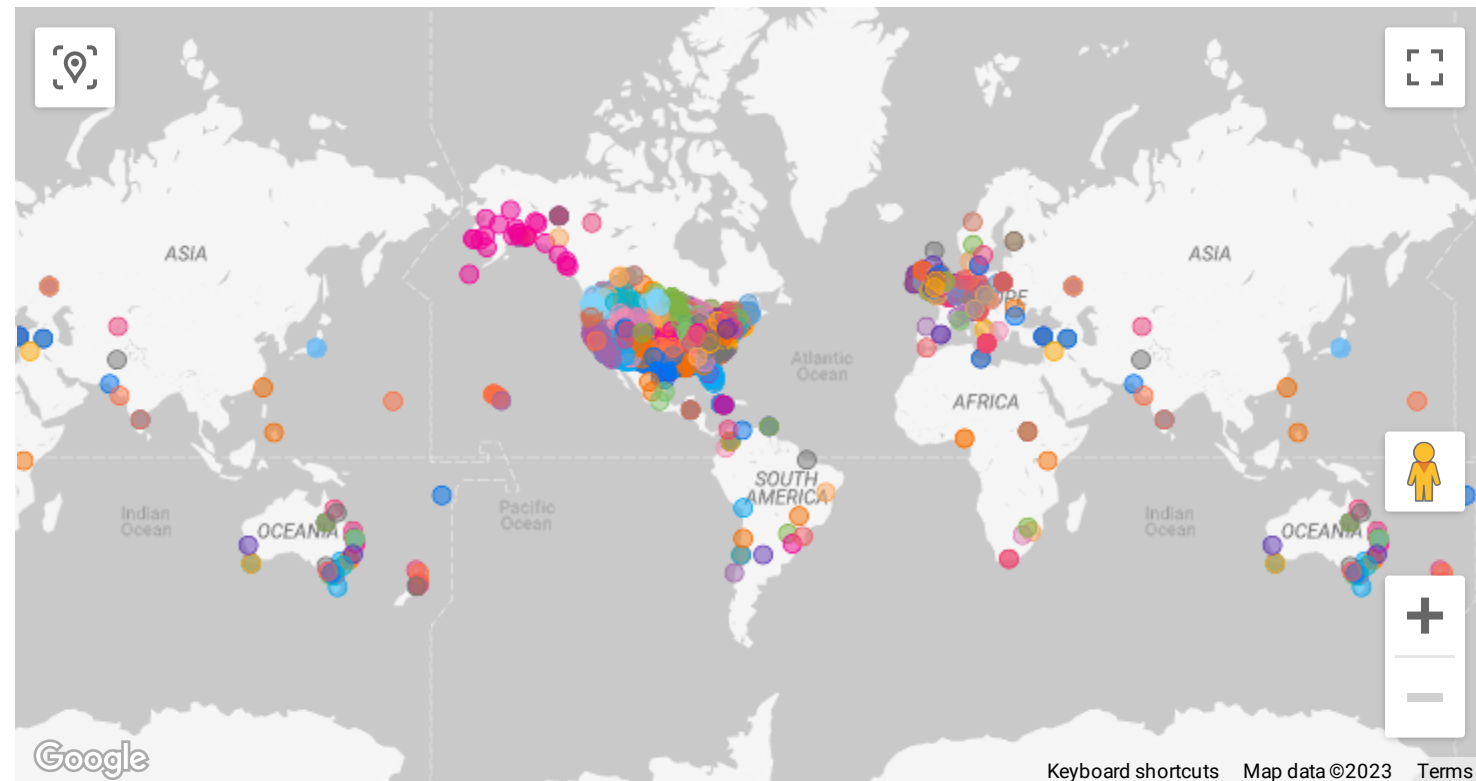 ASIA
ASIA
Atlantic
Ocean
AFRICA
SOUTH
AMERICA
Indian
Ocean
OCEANIA
Pacific
Ocean
Indian
Ocean
OCEANIA
Google
Keyboard shortcuts Map data ©2023 Terms